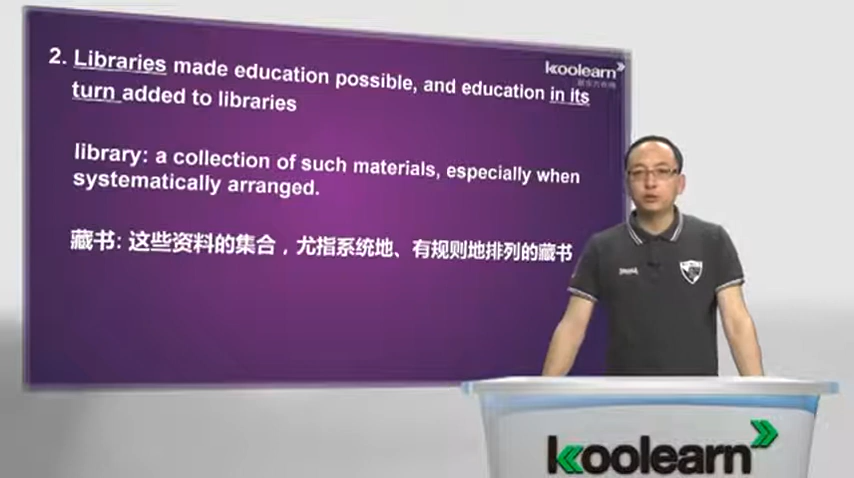 2. Libraries made education possible, and education in its
turn added to libraries
library: a collection of such materials, especially when
systematically arranged.
藏书: 这些资料的集合，尤指系统地、有规则地排列的藏书
koolearn
koolearn